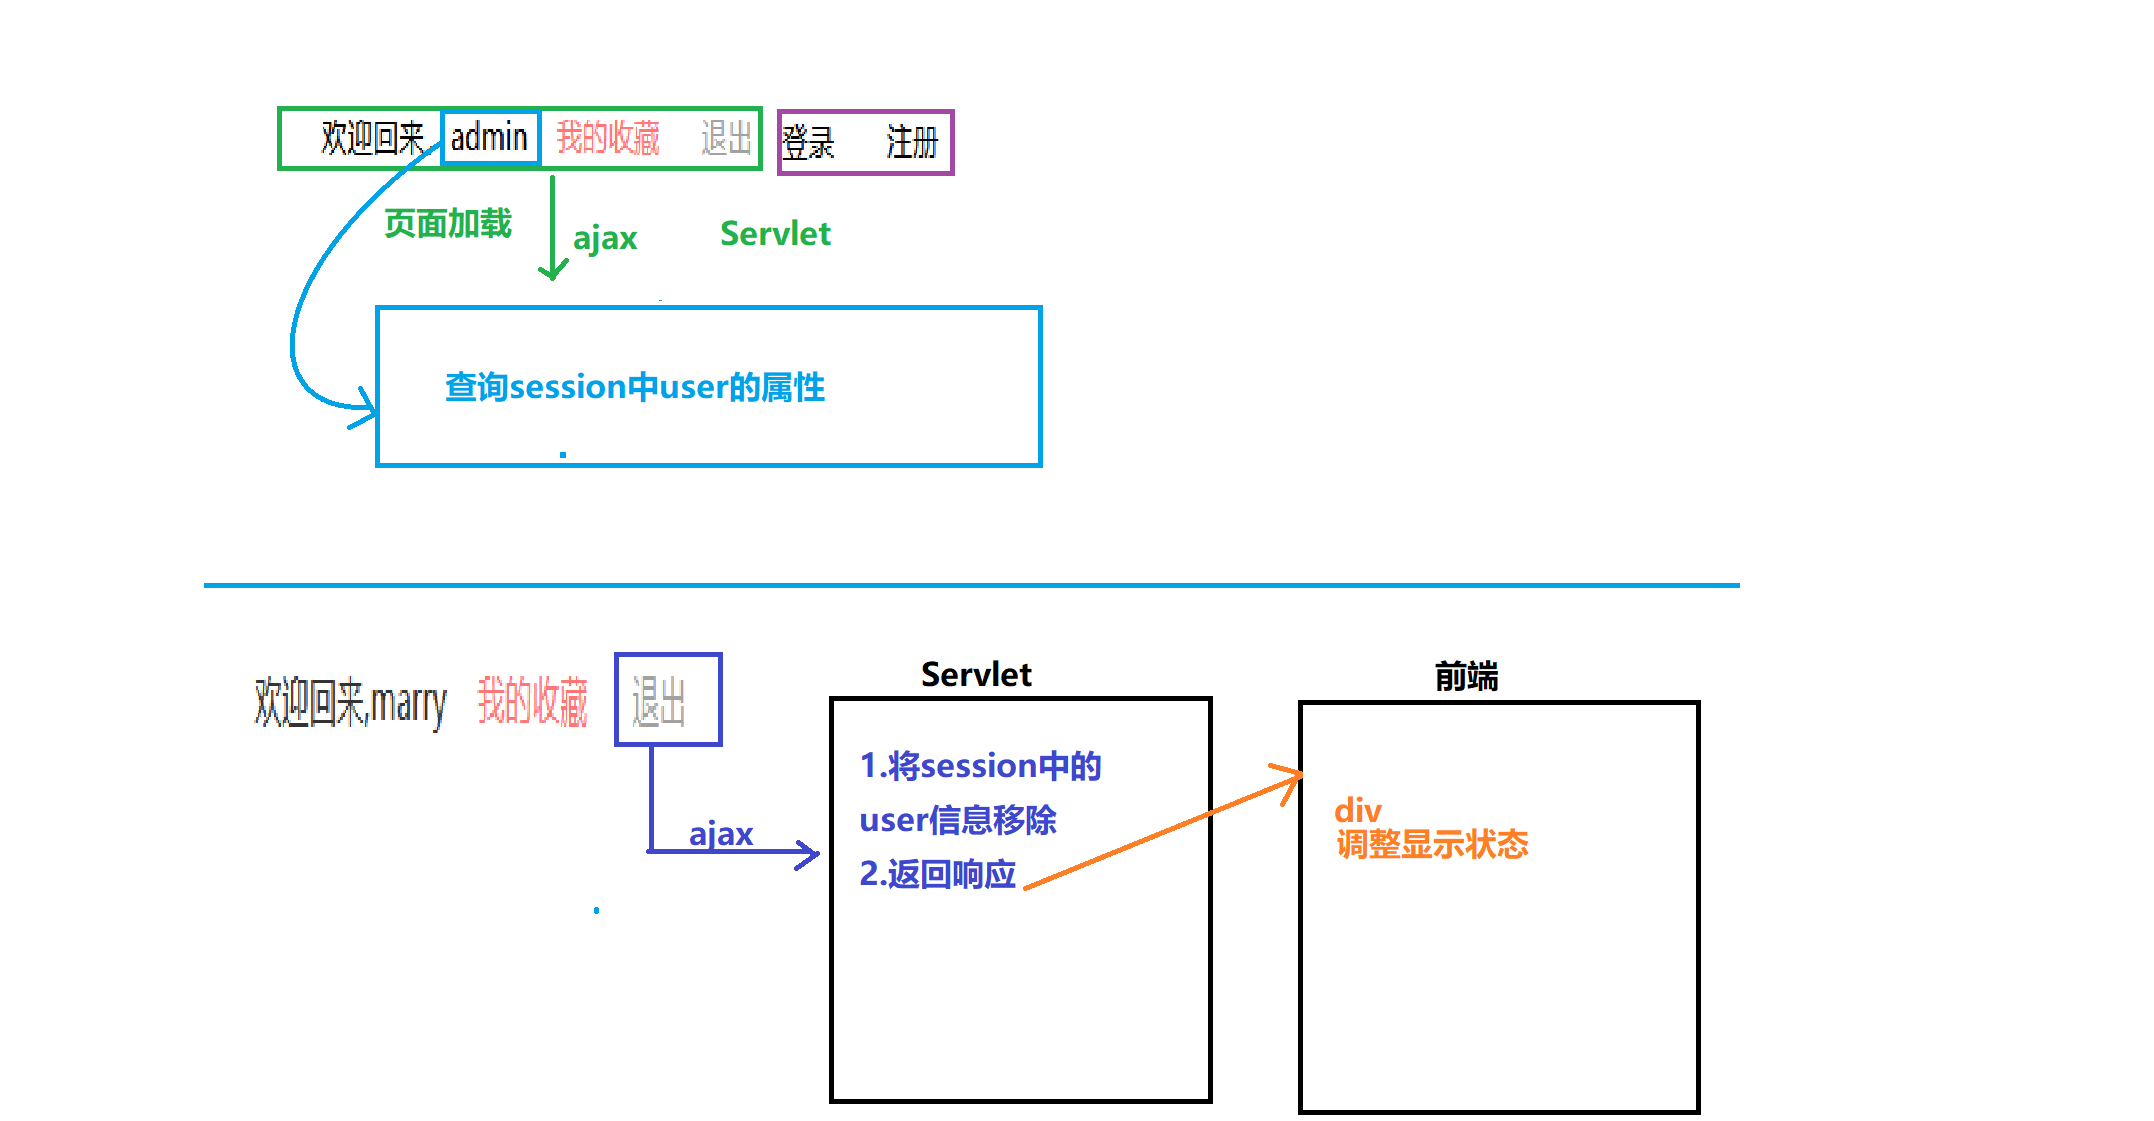 欢迎回来, admin 我的收藏 退出 登录 注册
页面加载 ajax Servlet
查询session中user的属性
欢迎回来,marry 我的收藏 退出
ajax
Servlet
1.将session中的
user信息移除
2.返回响应
前端
div
调整显示状态